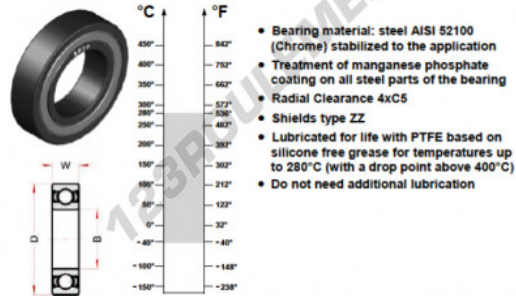 °C °F
450° 842°
400° 752°
350° 662°
300° 572°
280° 536°
250° 482°
200° 392°
150° 302°
100° 212°
50° 122°
0° 32°
-40° -40°
-100° -148°
-150° -238°
W
D
B
• Bearing material: steel AISI 52100
(Chrome) stabilized to the application
• Treatment of manganese phosphate
coating on all steel parts of the bearing
• Radial Clearance 4xC5
• Shields type ZZ
• Lubricated for life with PTFE based on
silicone free grease for temperatures up
to 280°C (with a drop point above 400°C)
• Do not need additional lubrication